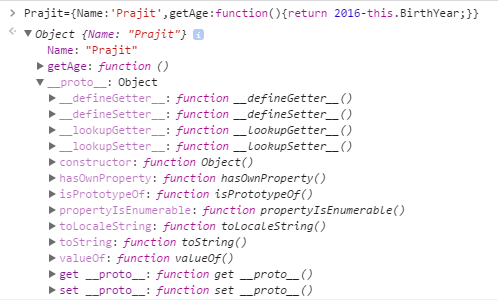 > Prajit={Name:'Prajit',getAge:function(){return 2016-this.BirthYear;}}
<· ▼ Object {Name: "Prajit"} i
Name: "Prajit"
▶ getAge: function ()
▼ __proto__: Object
▶ __defineGetter__: function __defineGetter__()
▶ __defineSetter__: function __defineSetter__()
▶ __lookupGetter__: function __lookupGetter__()
▶ __lookupSetter__: function __lookupSetter__()
▶ constructor: function Object()
▶ hasOwnProperty: function hasOwnProperty()
▶ isPrototypeOf: function isPrototypeOf()
▶ propertyIsEnumerable: function propertyIsEnumerable()
▶ toLocaleString: function toLocaleString()
▶ toString: function toString()
▶ valueOf: function valueOf()
▶ get __proto__: function get __proto__()
▶ set __proto__: function set __proto__()